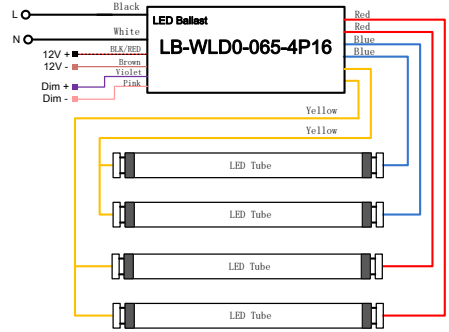 Black
L
LED Ballast
Red
White
Red
N
LB-WLD0-065-4P16
Blue
12V + BLK/RED
Blue
12V - Brown
Violet
Dim +
Pink
Dim -
Yellow
Yellow
LED Tube
LED Tube
LED Tube
LED Tube